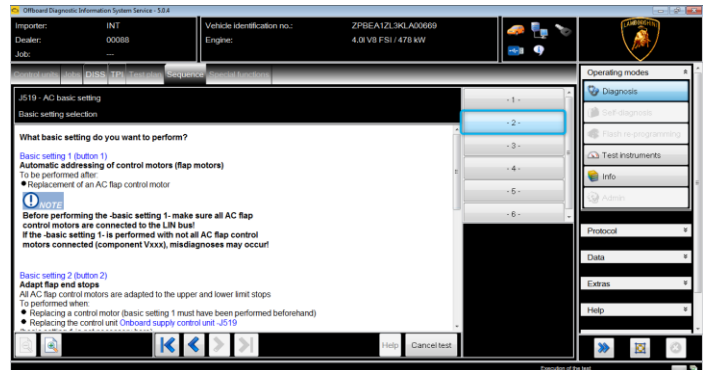 Offboard Diagnostic Information System Service - 5.0.4
Importer: INT Vehicle identification no.: ZPBEA1ZL3KLA00669
Dealer: 00088 Engine: 4.0l V8 FSI / 478 kW
Job: ---
Control units Jobs DISS TPI Test plan Sequence Special functions
J519 - AC basic setting
Basic setting selection
What basic setting do you want to perform?
Basic setting 1 (button 1)
Automatic addressing of control motors (flap motors)
To be performed after:
● Replacement of an AC flap control motor
NOTE
Before performing the -basic setting 1- make sure all AC flap
control motors are connected to the LIN bus!
If the -basic setting 1- is performed with not all AC flap control
motors connected (component Vxxx), misdiagnoses may occur!
Basic setting 2 (button 2)
Adapt flap end stops
All AC flap control motors are adapted to the upper and lower limit stops
To performed when:
● Replacing a control motor (basic setting 1 must have been performed beforehand)
● Replacing the control unit Onboard supply control unit -J519
- 1 -
- 2 -
- 3 -
- 4 -
- 5 -
- 6 -
Help
Cancel test
Operating modes
Diagnosis
Self-diagnosis
Flash re-programming
Test instruments
Info
Admin
Protocol
Data
Extras
Help
Execution of the test